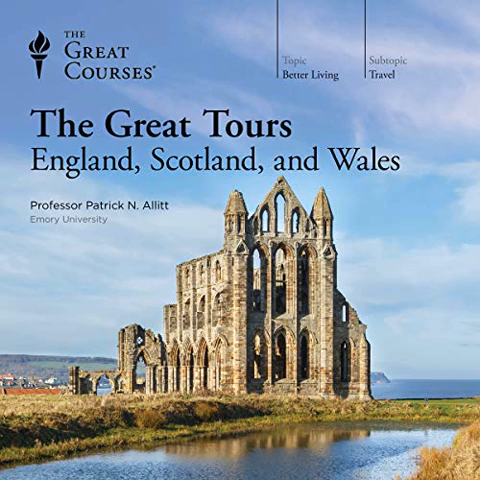 THE
GREAT
COURSES®
Topic
Better Living
Subtopic
Travel
The Great Tours
England, Scotland, and Wales
Professor Patrick N. Allitt
Emory University